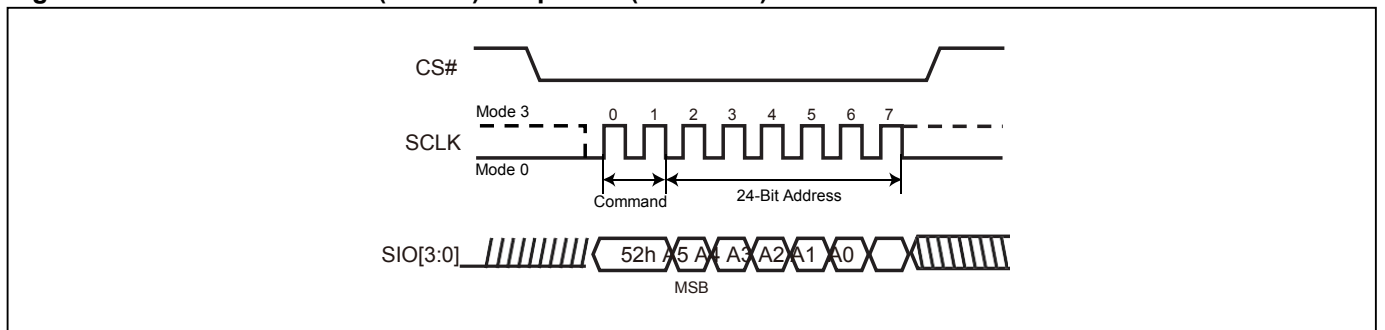 CS#
Mode 3
0 1 2 3 4 5 6 7
SCLK
Mode 0
Command
24-Bit Address
SIO[3:0]
52h A5 A4 A3 A2 A1 A0
MSB